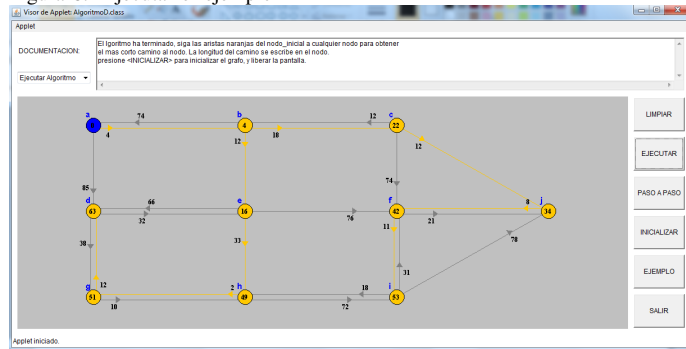 Visor de Applet: AlgoritmoD.class
Applet
DOCUMENTACION:
El lgoritmo ha terminado, siga las aristas naranjas del nodo_inicial a cualquier nodo para obtener
el mas corto camino al nodo. La longitud del camino se escribe en el nodo.
presione <INICIALIZAR> para inicializar el grafo, y liberar la pantalla.
Ejecutar Algoritmo
LIMPIAR
EJECUTAR
PASO A PASO
INICIALIZAR
EJEMPLO
SALIR
a 74 b 12 c
4 4 18 22
12 12
85 74
d 66 e f 8 j
63 32 16 76 42 21 34
38 33 11 78
31
g 12 2 h 18 i
51 10 49 72 53
Applet iniciado.